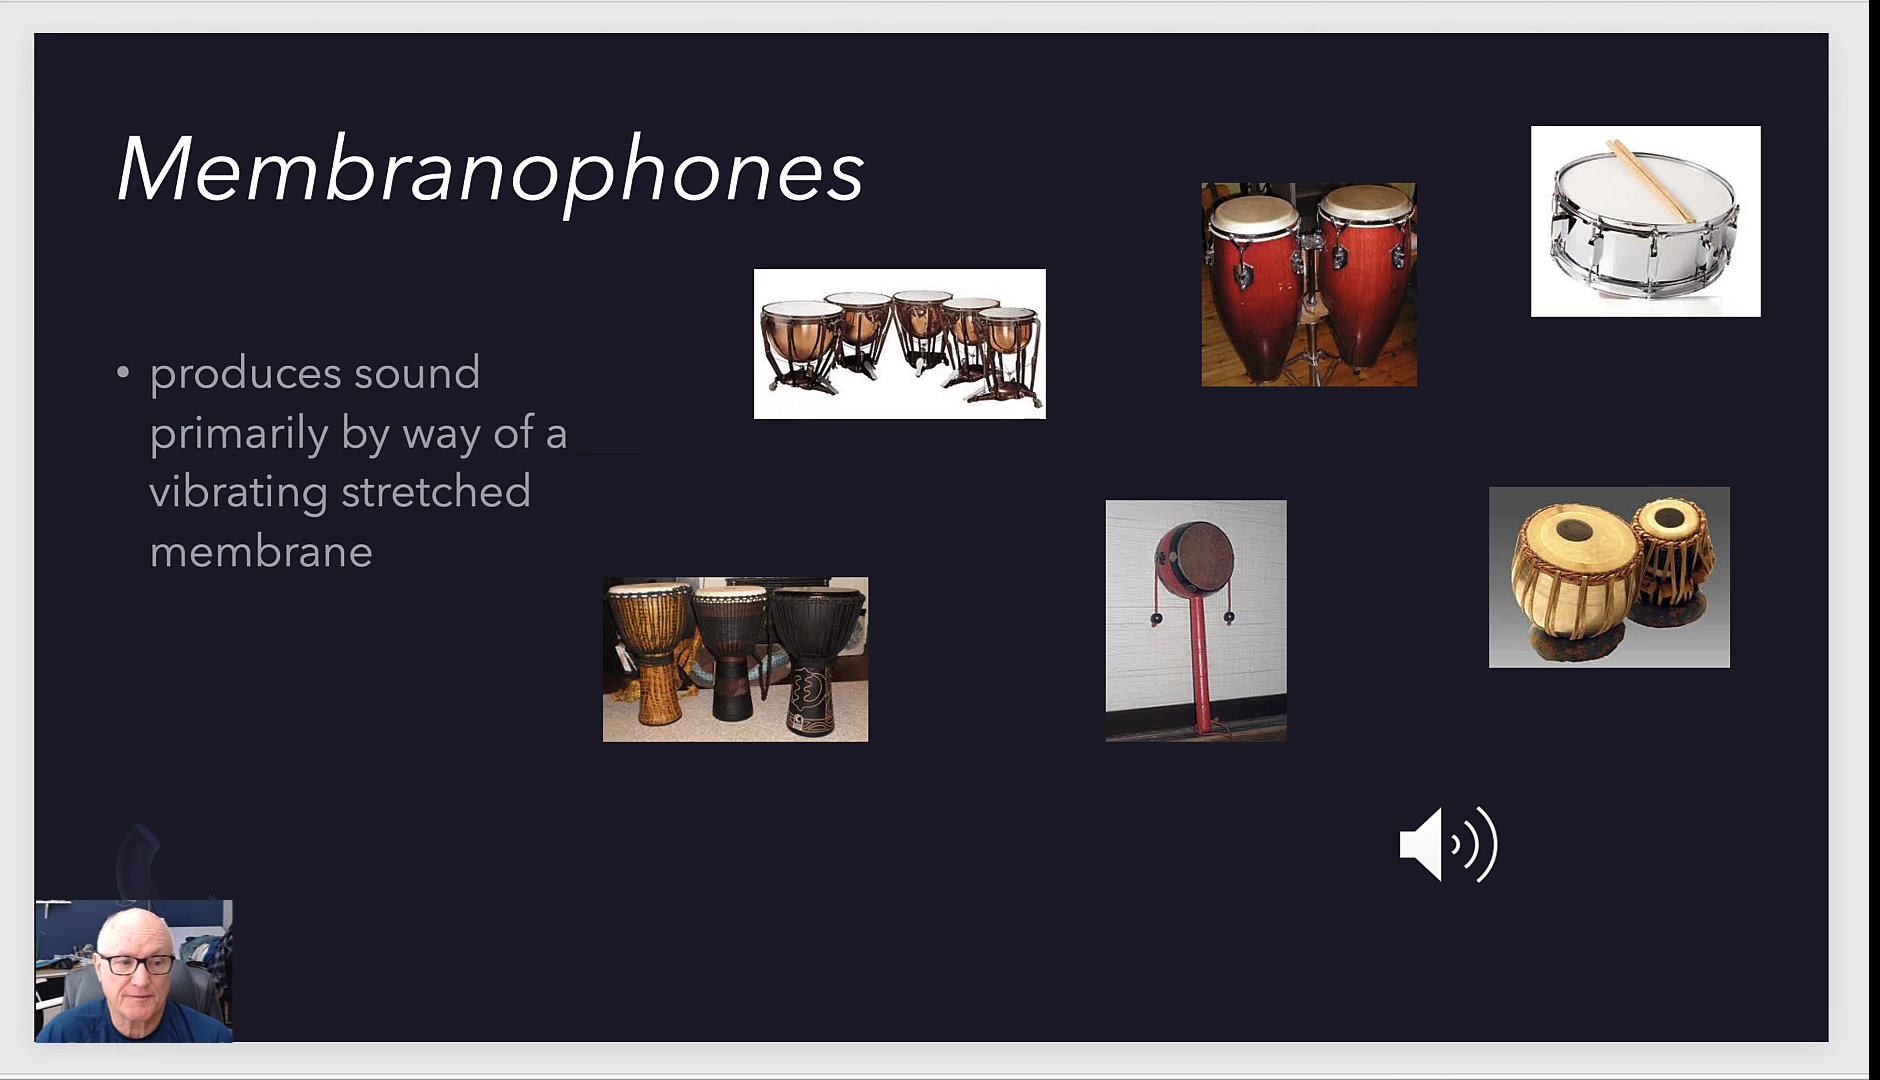 Membranophones
• produces sound
primarily by way of a
vibrating stretched
membrane